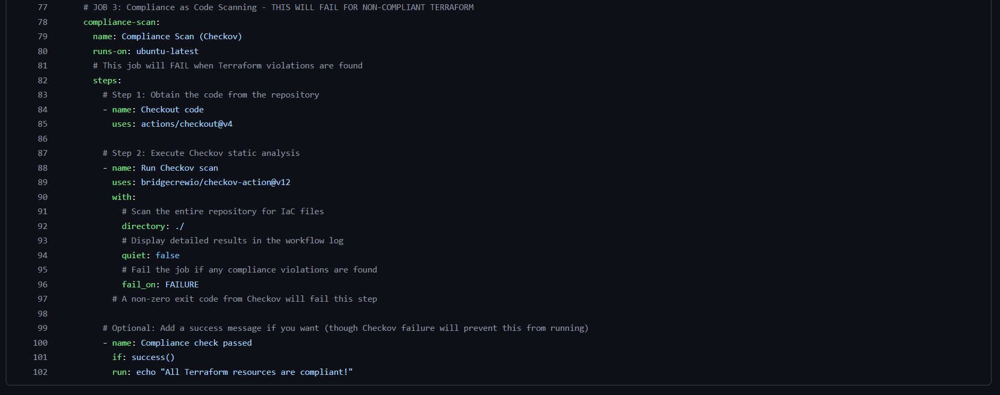 77 # JOB 3: Compliance as Code Scanning - THIS WILL FAIL FOR NON-COMPLIANT TERRAFORM
78 compliance-scan:
79 name: Compliance Scan (Checkov)
80 runs-on: ubuntu-latest
81 # This job will FAIL when Terraform violations are found
82 steps:
83 # Step 1: Obtain the code from the repository
84 - name: Checkout code
85 uses: actions/checkout@v4
86
87 # Step 2: Execute Checkov static analysis
88 - name: Run Checkov scan
89 uses: bridgecrewio/checkov-action@v12
90 with:
91 # Scan the entire repository for IaC files
92 directory: ./
93 # Display detailed results in the workflow log
94 quiet: false
95 # Fail the job if any compliance violations are found
96 fail_on: FAILURE
97 # A non-zero exit code from Checkov will fail this step
98
99 # Optional: Add a success message if you want (though Checkov failure will prevent this from running)
100 - name: Compliance check passed
101 if: success()
102 run: echo "All Terraform resources are compliant!"